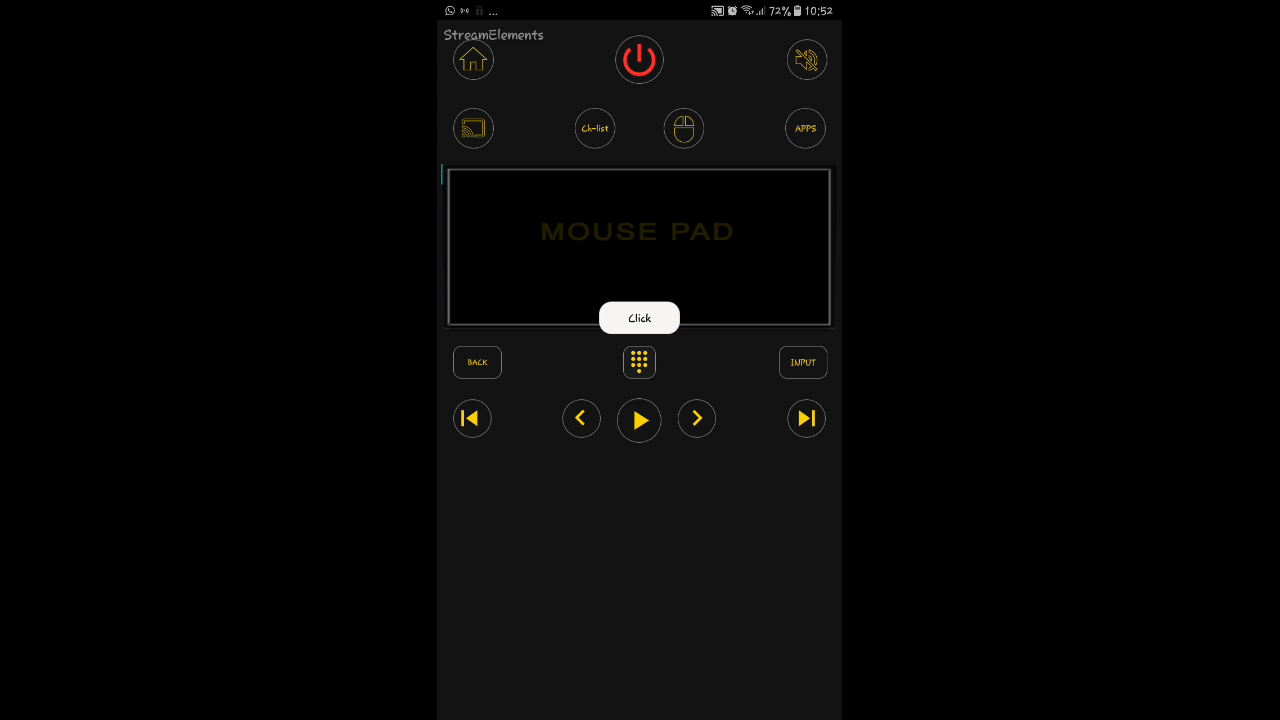 ... 72% 10:52
StreamElements
Ch-list APPS
MOUSE PAD
Click
BACK INPUT